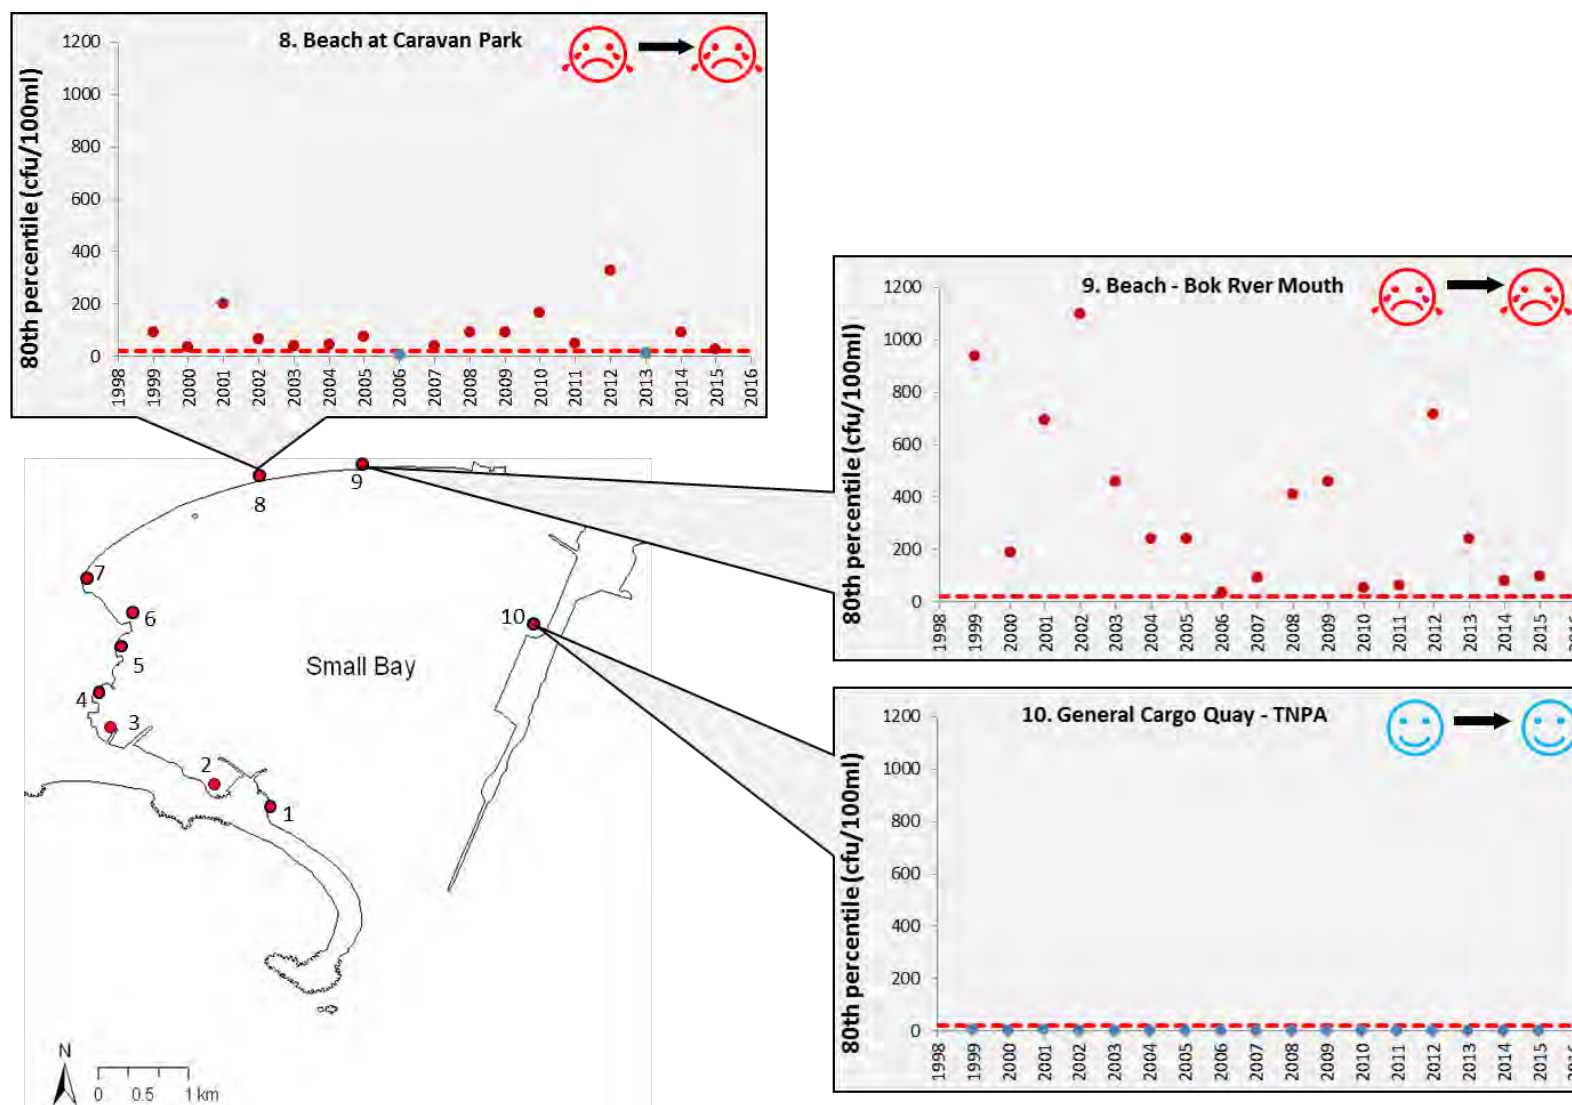 8. Beach at Caravan Park
80th percentile (cfu/100ml)
1200
1000
800
600
400
200
0
1998 1999 2000 2001 2002 2003 2004 2005 2006 2007 2008 2009 2010 2011 2012 2013 2014 2015 2016
9. Beach - Bok Rver Mouth
80th percentile (cfu/100ml)
1200
1000
800
600
400
200
0
1998 1999 2000 2001 2002 2003 2004 2005 2006 2007 2008 2009 2010 2011 2012 2013 2014 2015 2016
10. General Cargo Quay - TNPA
80th percentile (cfu/100ml)
1200
1000
800
600
400
200
0
1998 1999 2000 2001 2002 2003 2004 2005 2006 2007 2008 2009 2010 2011 2012 2013 2014 2015 2016
8
9
7
6
10
5
Small Bay
4
3
2
1
N
0 0.5 1 km